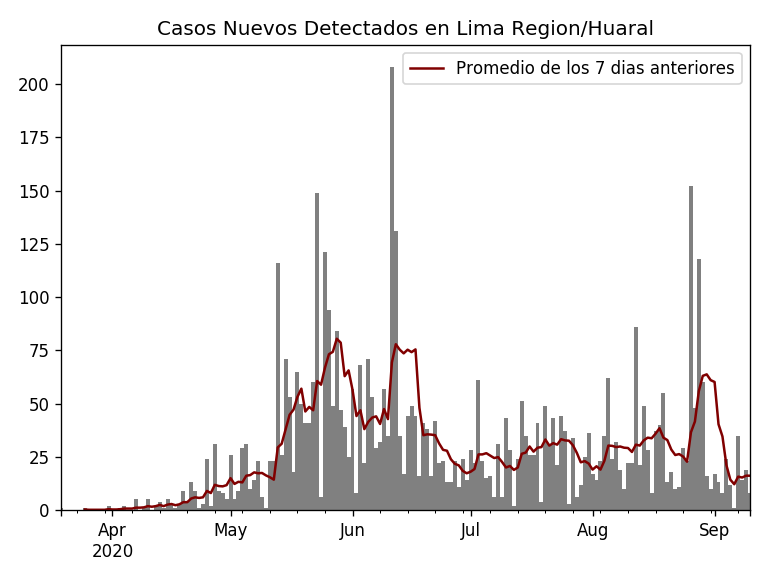 Casos Nuevos Detectados en Lima Region/Huaral
Promedio de los 7 dias anteriores
200
175
150
125
100
75
50
25
0
Apr
2020
May
Jun
Jul
Aug
Sep